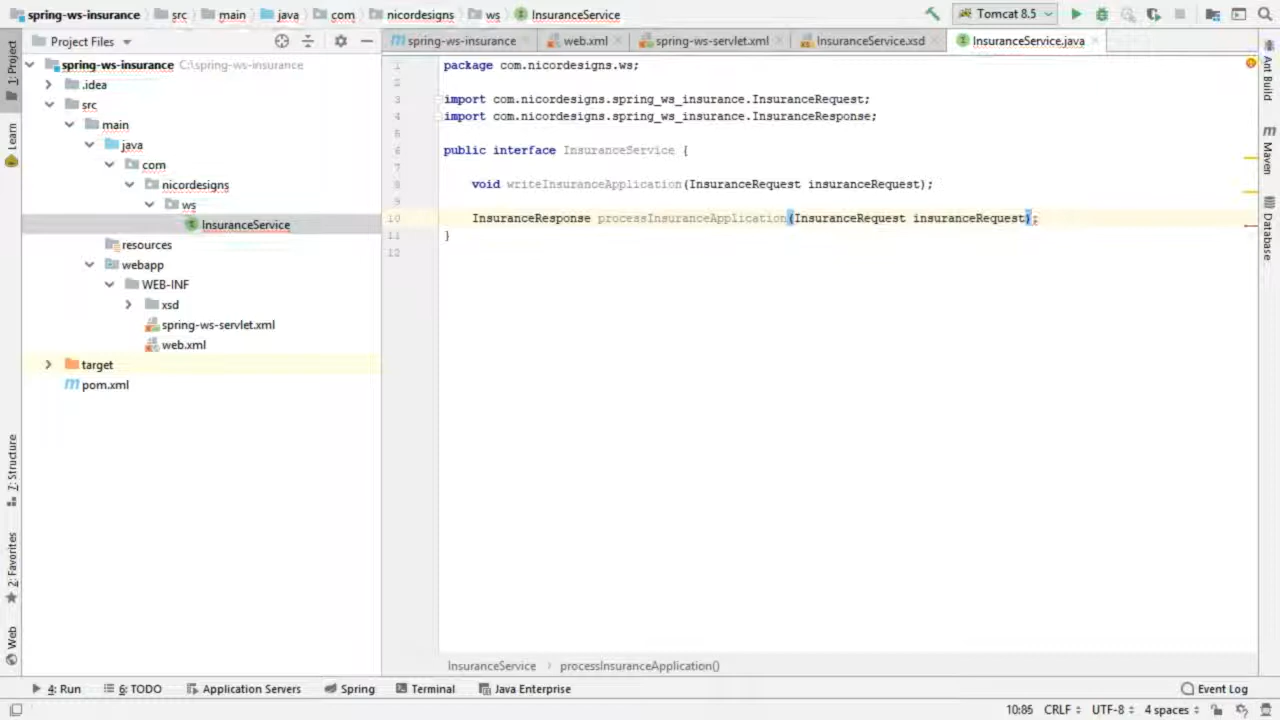 spring-ws-insurance src main java com nicordesigns ws InsuranceService Tomcat 8.5
1: Project
Project Files
spring-ws-insurance web.xml spring-ws-servlet.xml InsuranceService.xsd InsuranceService.java
spring-ws-insurance C:\spring-ws-insurance
.idea
src
main
java
com
nicordesigns
ws
InsuranceService
resources
webapp
WEB-INF
xsd
spring-ws-servlet.xml
web.xml
target
pom.xml
Learn
7: Structure
2: Favorites
Web
1 package com.nicordesigns.ws;
2
3 import com.nicordesigns.spring_ws_insurance.InsuranceRequest;
4 import com.nicordesigns.spring_ws_insurance.InsuranceResponse;
5
6 public interface InsuranceService {
7
8 void writeInsuranceApplication(InsuranceRequest insuranceRequest);
9
10 InsuranceResponse processInsuranceApplication(InsuranceRequest insuranceRequest);
11 }
12
Ant Build
Maven
Database
InsuranceService processInsuranceApplication()
4: Run 6: TODO Application Servers Spring Terminal Java Enterprise Event Log
10:86 CRLF UTF-8 4 spaces